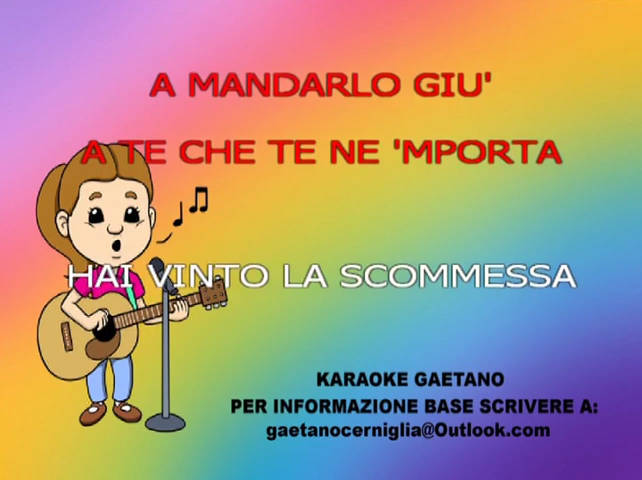 A MANDARLO GIU'
A TE CHE TE NE 'MPORTA
HAI VINTO LA SCOMMESSA
KARAOKE GAETANO
PER INFORMAZIONE BASE SCRIVERE A:
gaetanocerniglia@Outlook.com